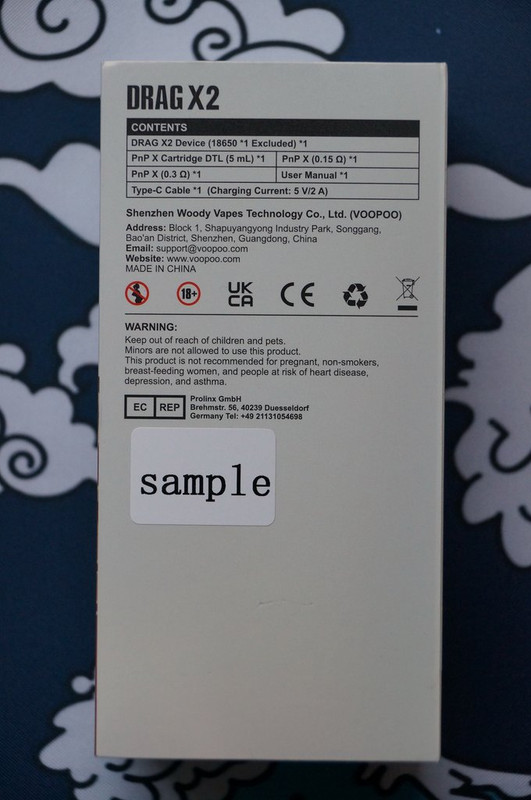 DRAG X2
CONTENTS
DRAG X2 Device (18650 *1 Excluded) *1
PnP X Cartridge DTL (5 mL) *1 PnP X (0.15 Ω) *1
PnP X (0.3 Ω) *1 User Manual *1
Type-C Cable *1 (Charging Current: 5 V/2 A)
Shenzhen Woody Vapes Technology Co., Ltd. (VOOPOO)
Address: Block 1, Shapuyangyong Industry Park, Songgang,
Bao'an District, Shenzhen, Guangdong, China
Email: support@voopoo.com
Website: www.voopoo.com
MADE IN CHINA
18+ UK CA CE
WARNING:
Keep out of reach of children and pets.
Minors are not allowed to use this product.
This product is not recommended for pregnant, non-smokers,
breast-feeding women, and people at risk of heart disease,
depression, and asthma.
EC REP
Prolinx GmbH
Brehmstr. 56, 40239 Duesseldorf
Germany Tel: +49 21131054698
sample